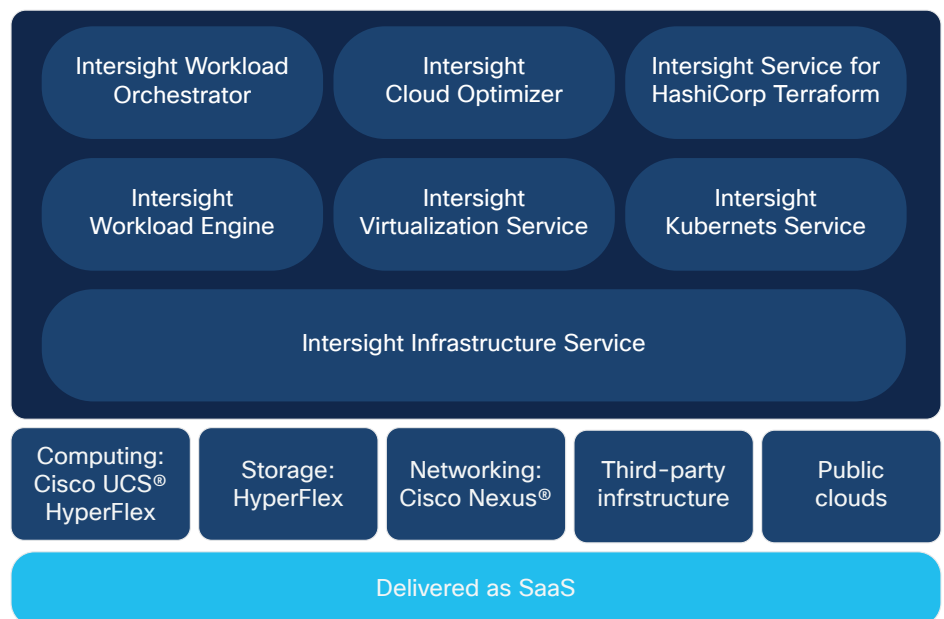 Intersight Workload
Orchestrator
Intersight
Cloud Optimizer
Intersight Service for
HashiCorp Terraform
Intersight
Workload Engine
Intersight
Virtualization Service
Intersight
Kubernets Service
Intersight Infrastructure Service
Computing:
Cisco UCS®
HyperFlex
Storage:
HyperFlex
Networking:
Cisco Nexus®
Third-party
infrstructure
Public
clouds
Delivered as SaaS